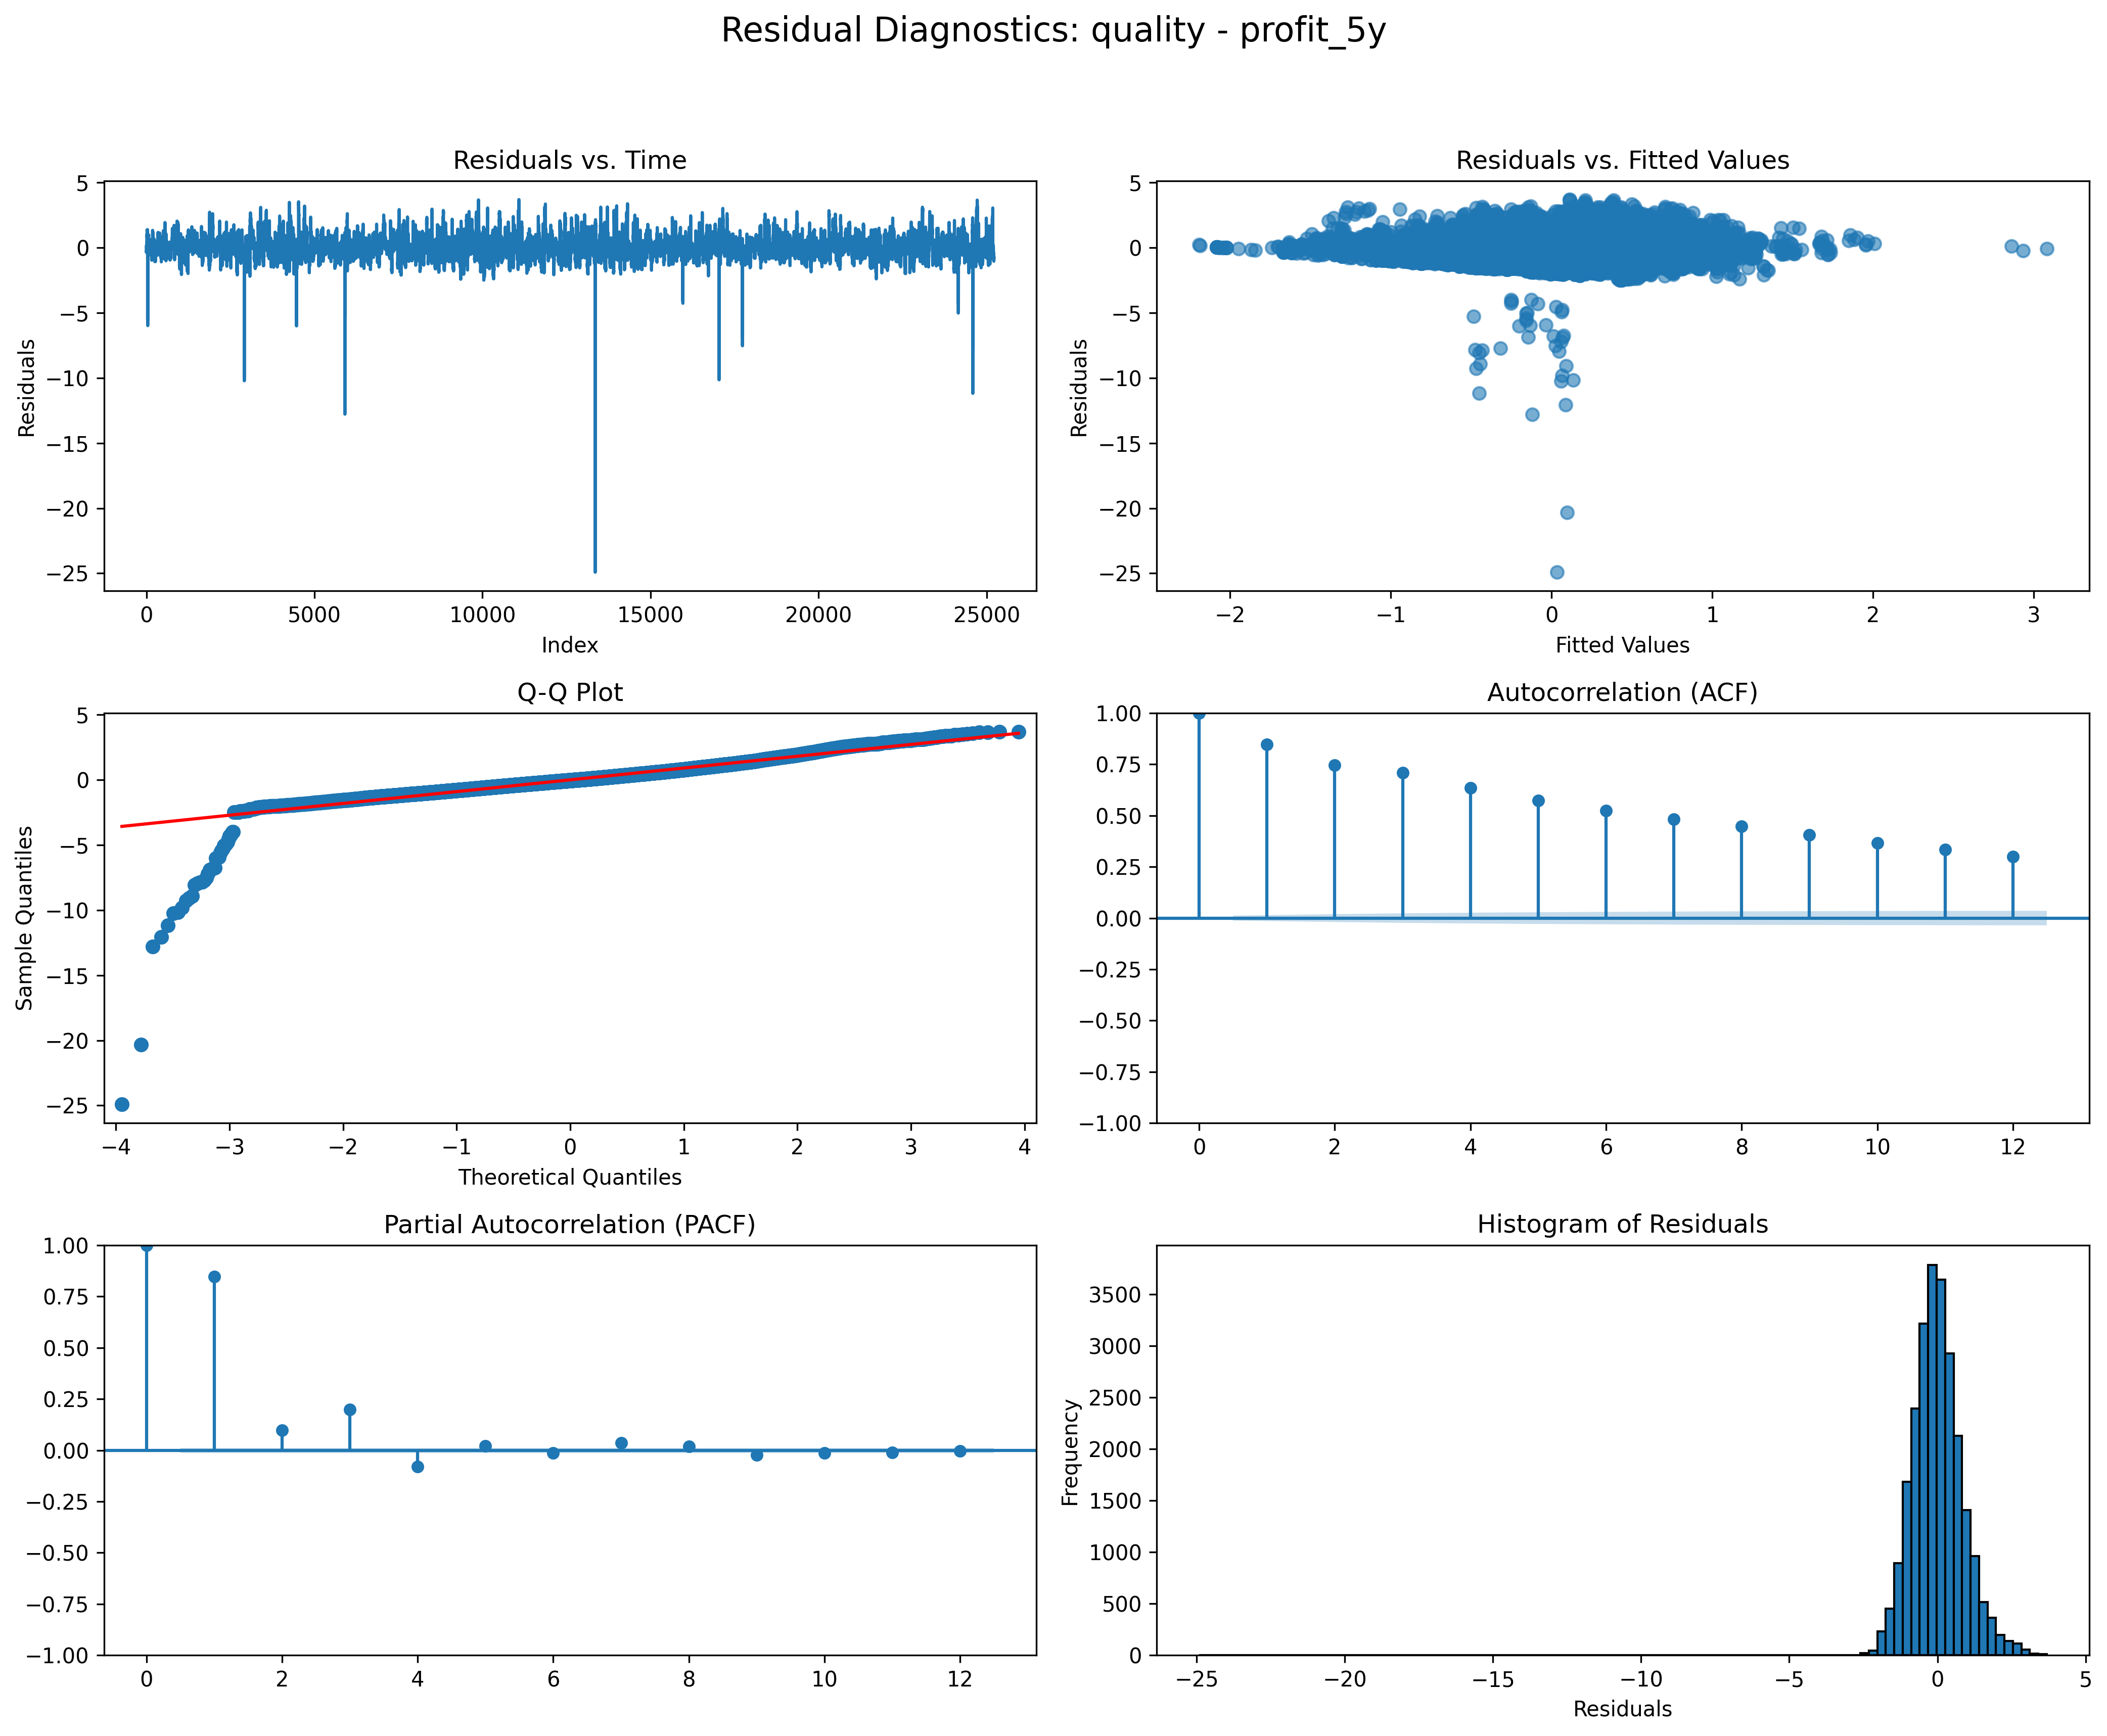 Residual Diagnostics: quality - profit_5y
Residuals vs. Time
5
0
−5
−10
−15
−20
−25
Residuals
0 5000 10000 15000 20000 25000
Index
Residuals vs. Fitted Values
5
0
−5
−10
−15
−20
−25
Residuals
−2 −1 0 1 2 3
Fitted Values
Q-Q Plot
5
0
−5
−10
−15
−20
−25
Sample Quantiles
−4 −3 −2 −1 0 1 2 3 4
Theoretical Quantiles
Autocorrelation (ACF)
1.00
0.75
0.50
0.25
0.00
−0.25
−0.50
−0.75
−1.00
0 2 4 6 8 10 12
Partial Autocorrelation (PACF)
1.00
0.75
0.50
0.25
0.00
−0.25
−0.50
−0.75
−1.00
0 2 4 6 8 10 12
Histogram of Residuals
3500
3000
2500
2000
1500
1000
500
0
Frequency
−25 −20 −15 −10 −5 0 5
Residuals